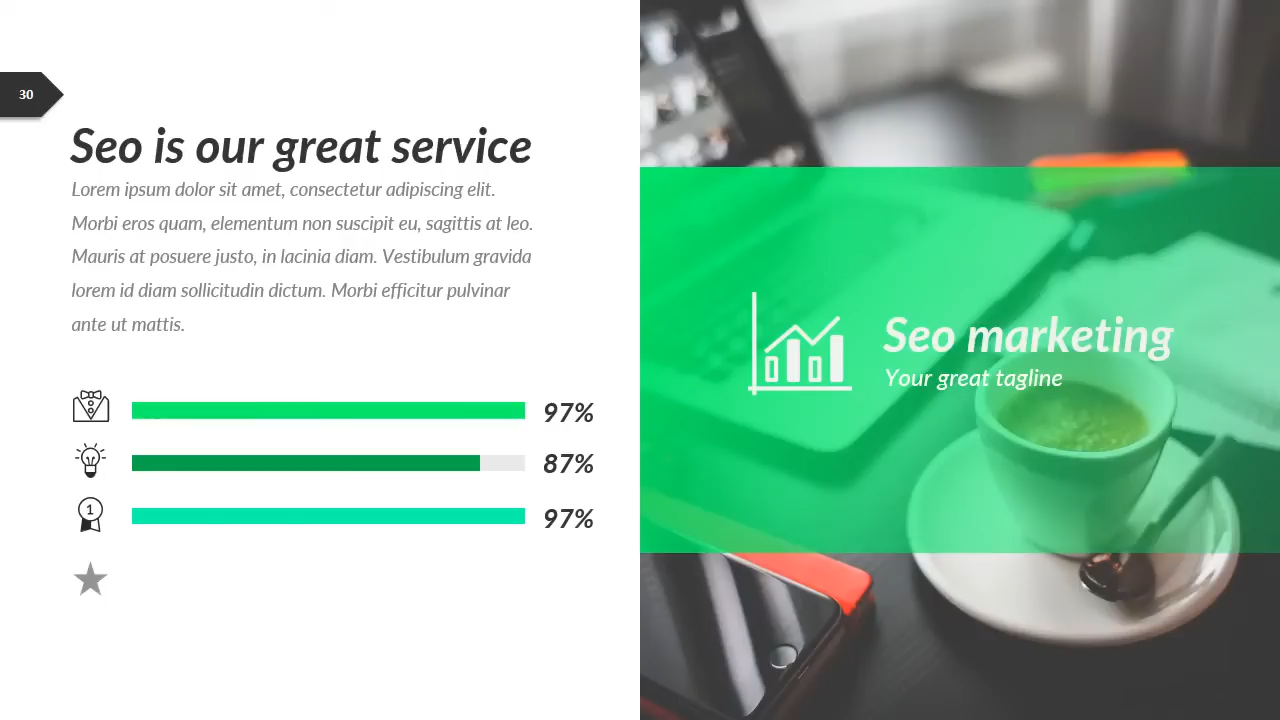 30
Seo is our great service
Lorem ipsum dolor sit amet, consectetur adipiscing elit.
Morbi eros quam, elementum non suscipit eu, sagittis at leo.
Mauris at posuere justo, in lacinia diam. Vestibulum gravida
lorem id diam sollicitudin dictum. Morbi efficitur pulvinar
ante ut mattis.
97%
87%
1
97%
Seo marketing
Your great tagline